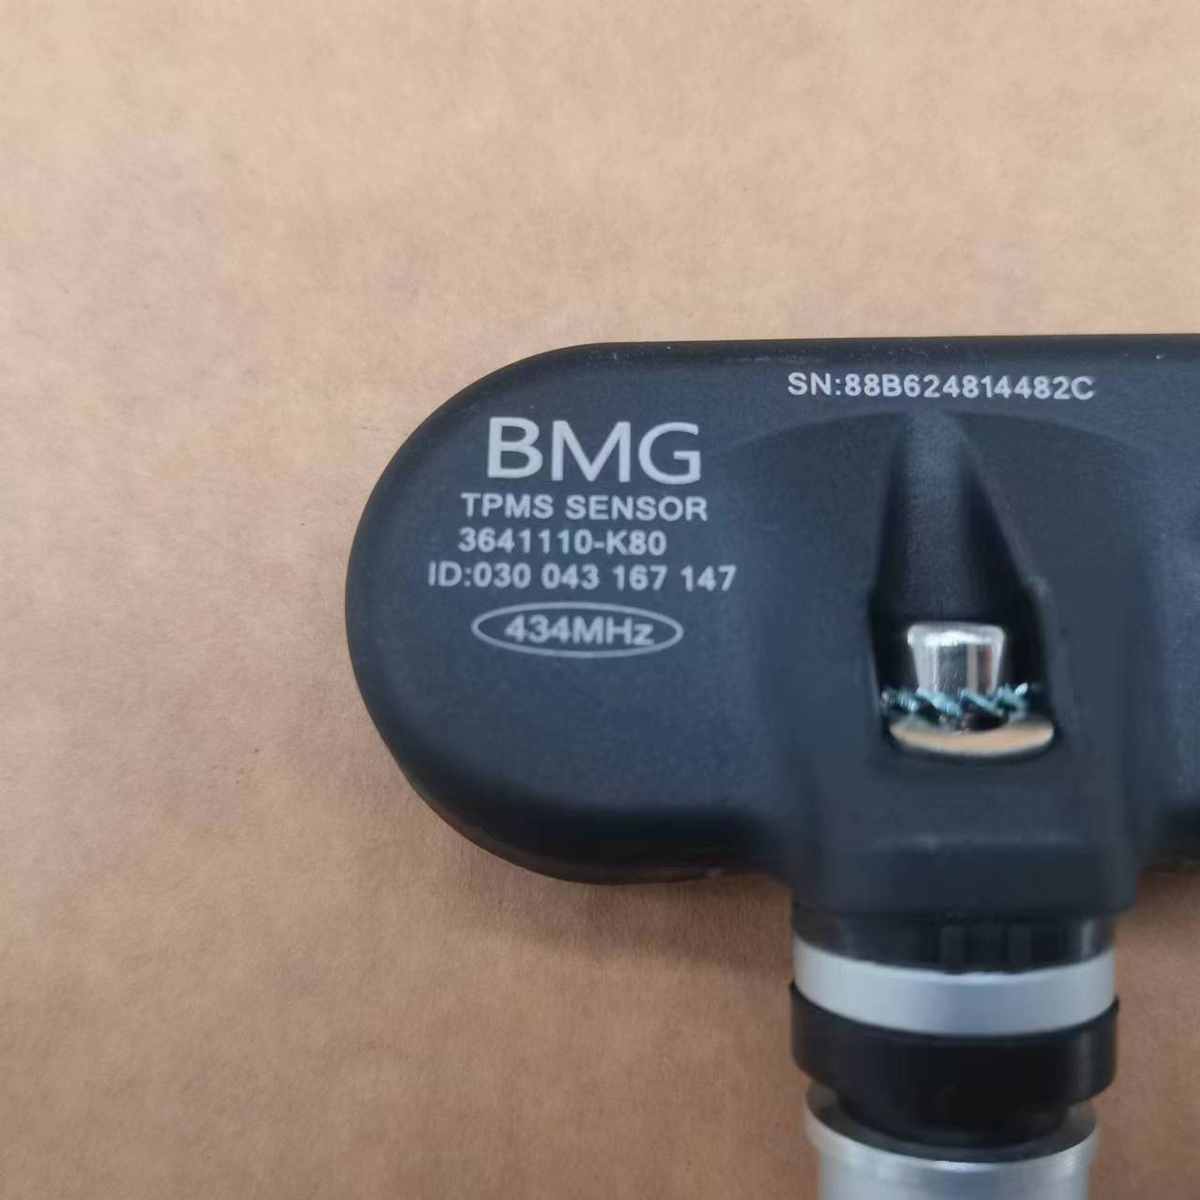 SN:88B624814482C
BMG
TPMS SENSOR
3641110-K80
ID:030 043 167 147
434MHz